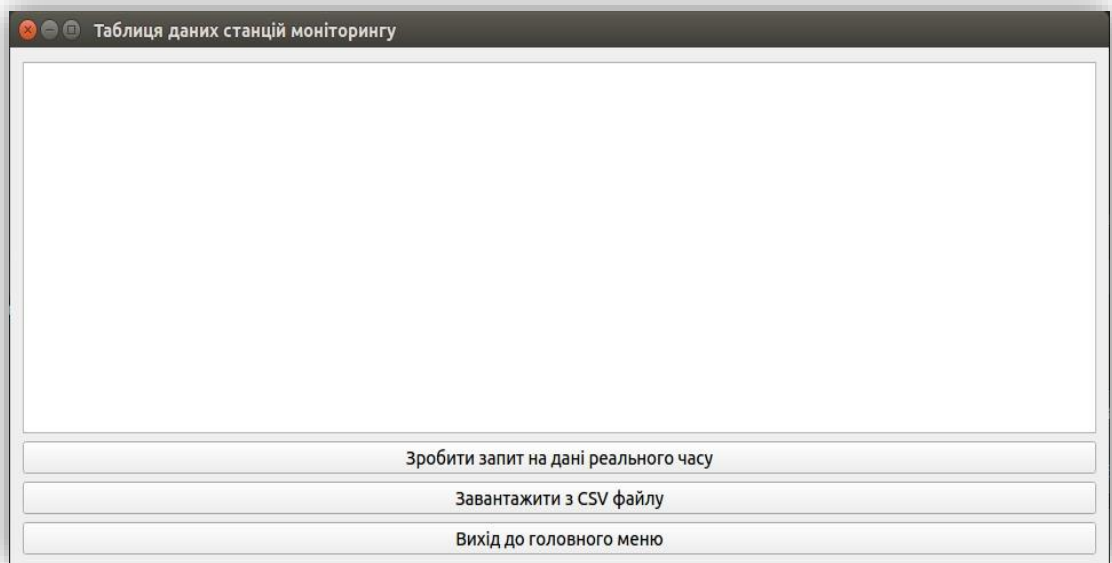 Таблиця даних станцій моніторингу
Зробити запит на дані реального часу
Завантажити з CSV файлу
Вихід до головного меню